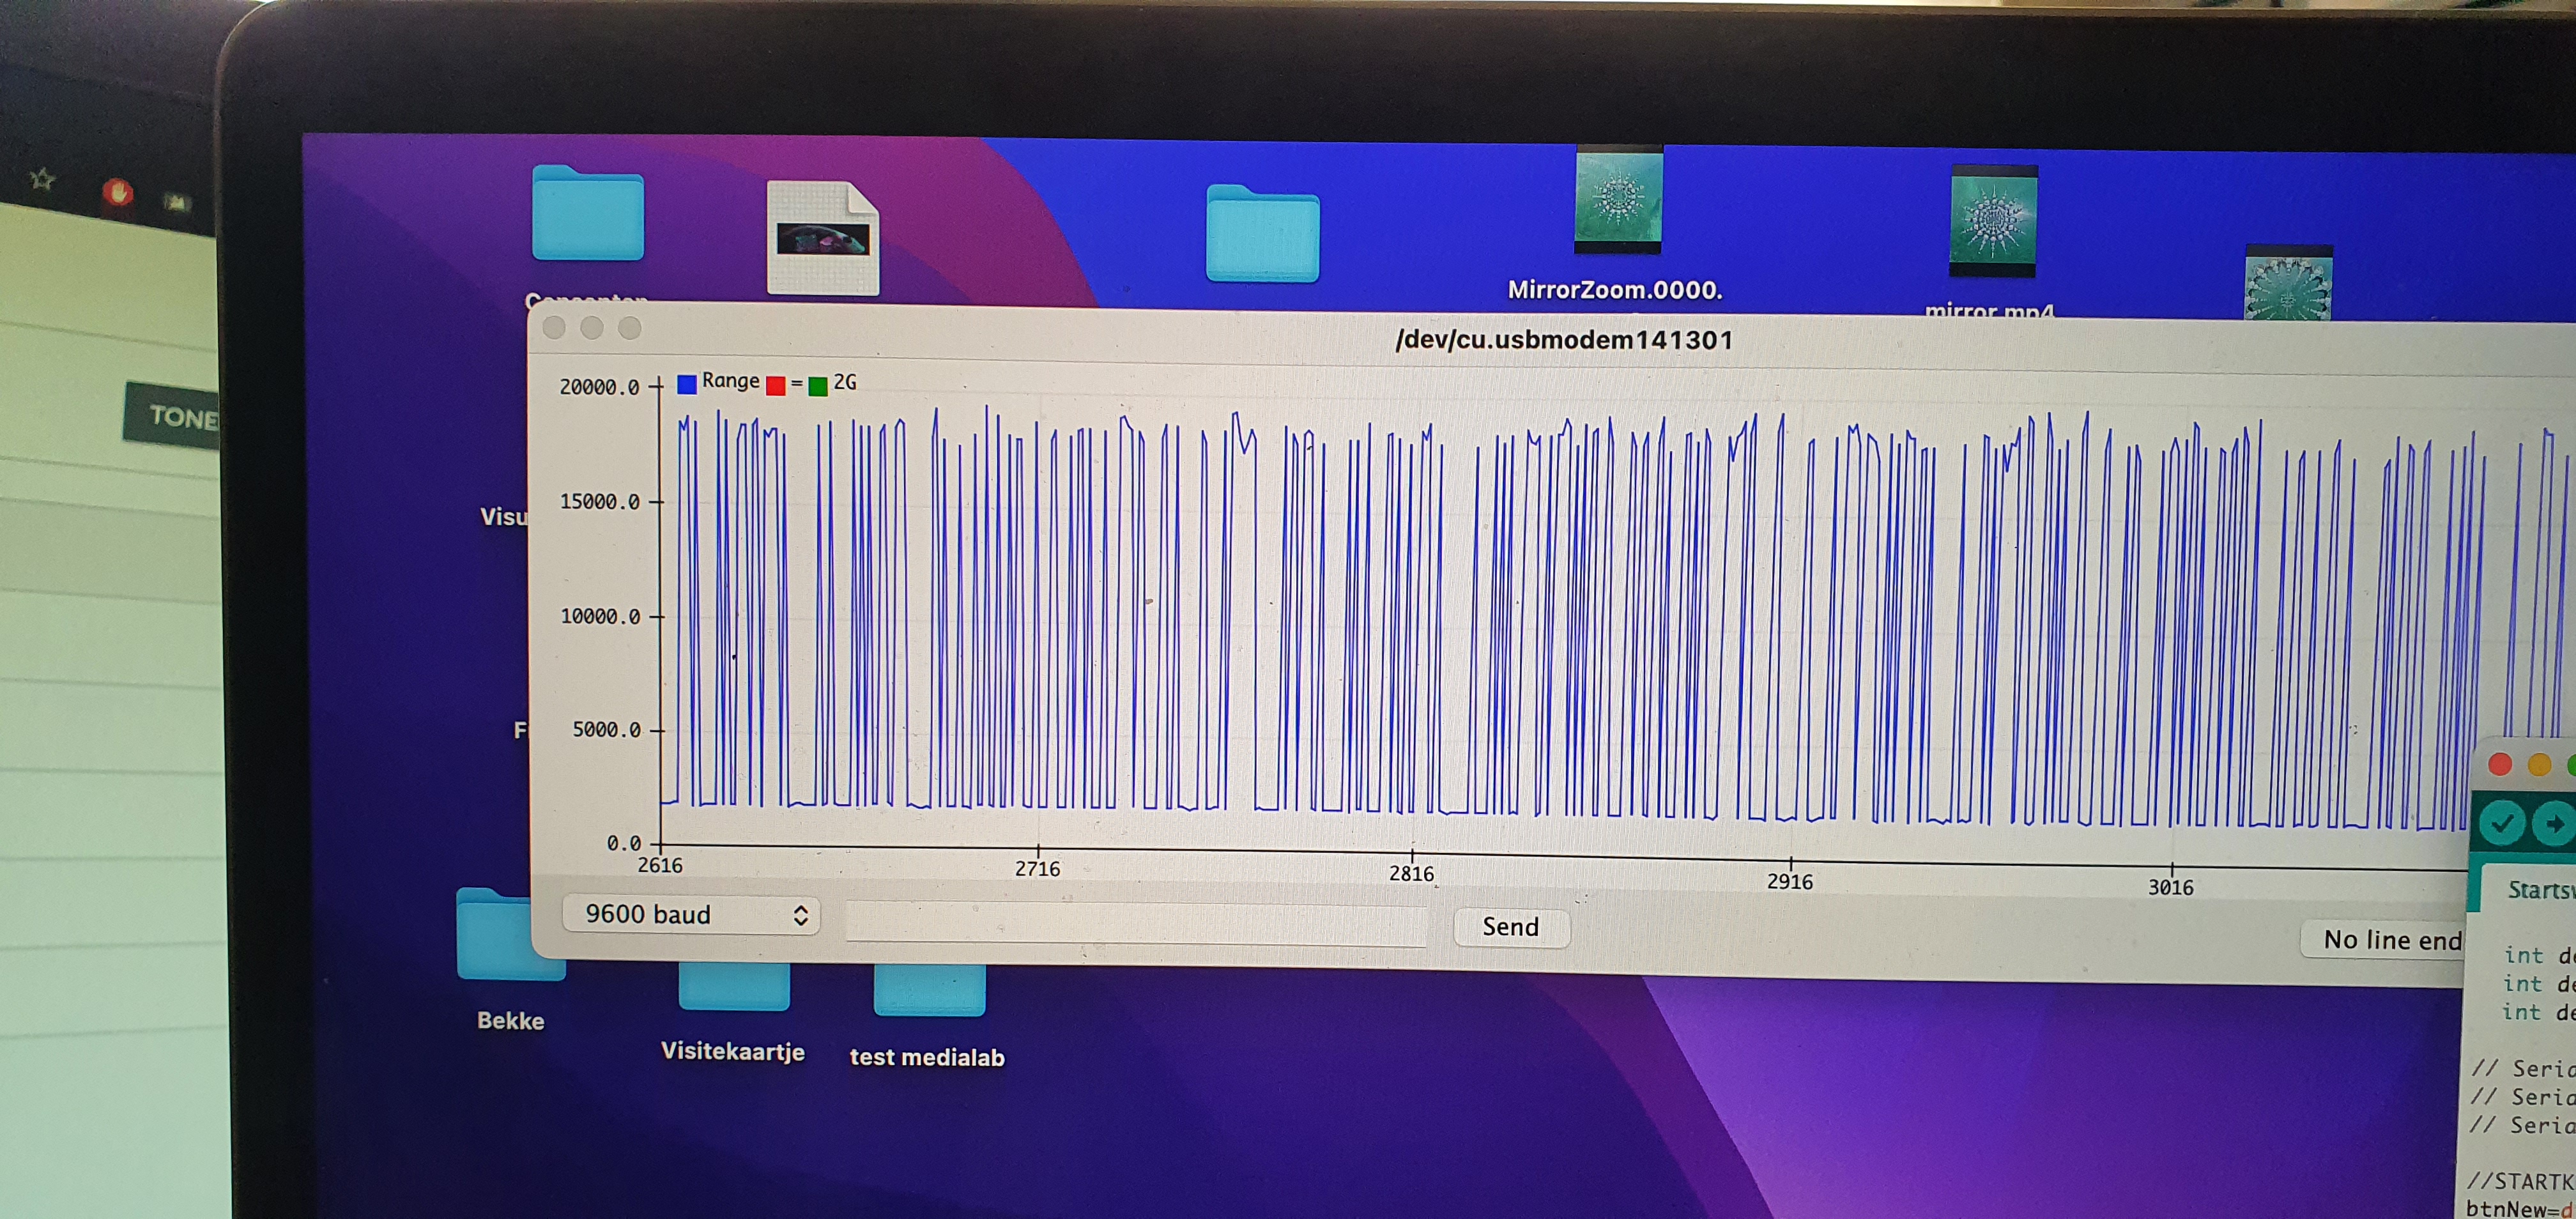 TONE
MirrorZoom.0000.
mirror.mp4
/dev/cu.usbmodem141301
Range = 2G
20000.0
15000.0
10000.0
5000.0
0.0
2616 2716 2816 2916 3016
9600 baud
Send
No line end
Visu
F
Bekke
Visitekaartje
test medialab
Starts
int de
int de
int de
// Seria
// Seria
// Seria
//STARTK
btnNew=d